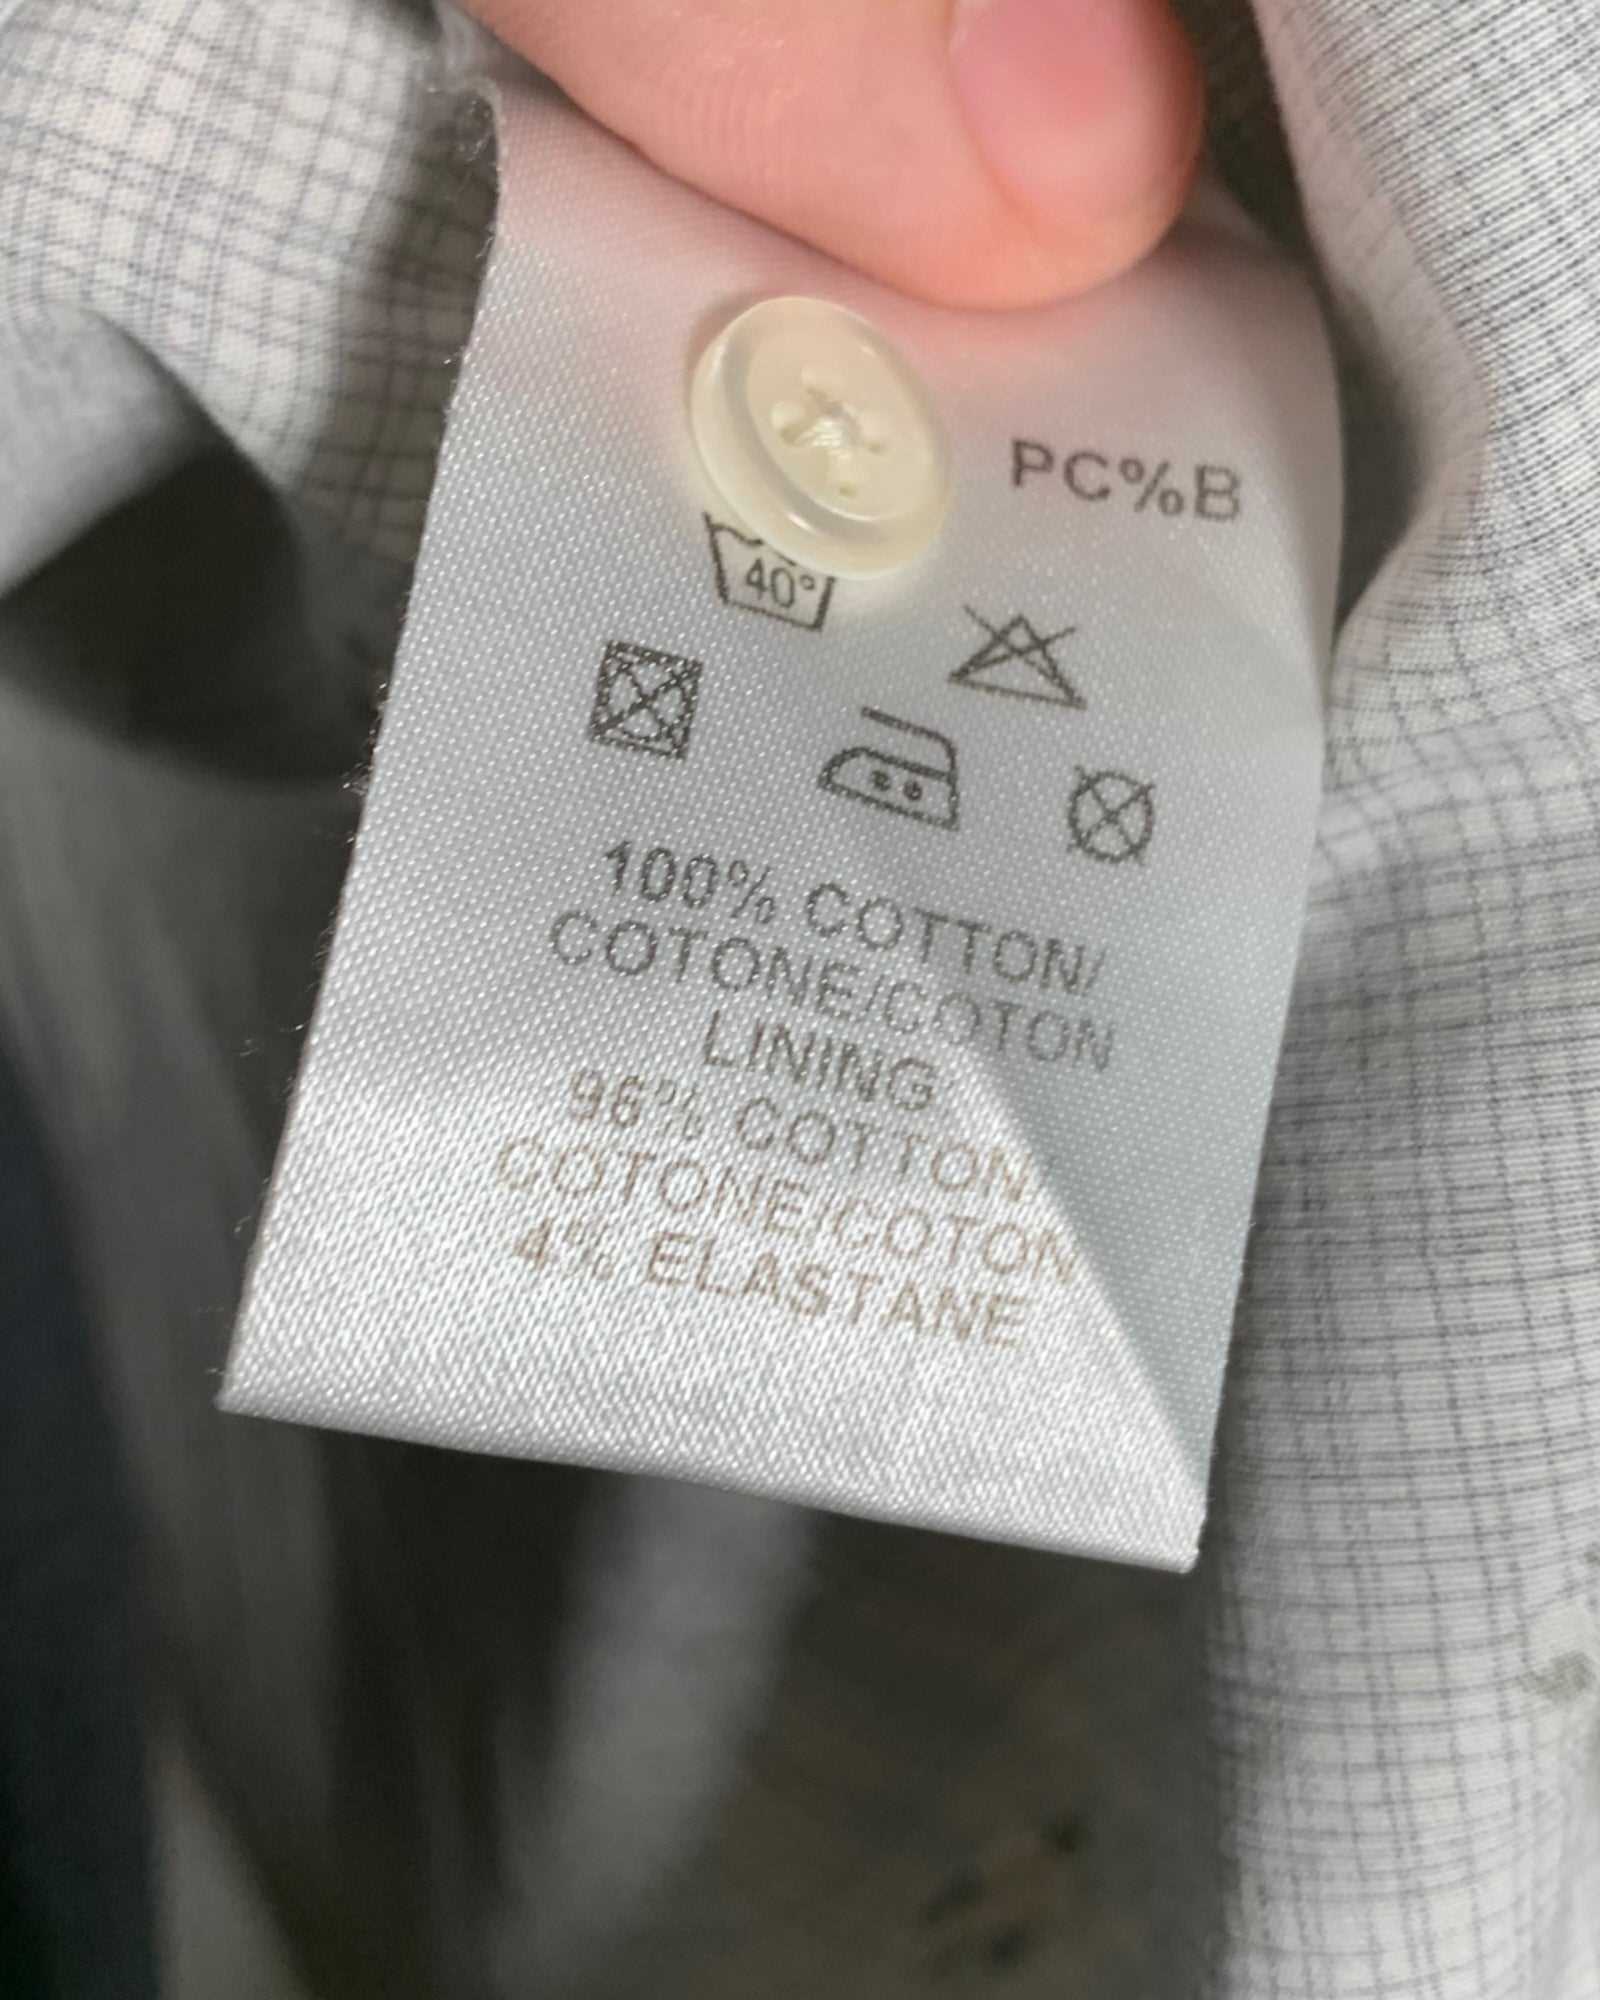 PC%B
40°
100% COTTON/
COTONE/COTON
LINING
96% COTTON/
COTONE/COTON
4% ELASTANE